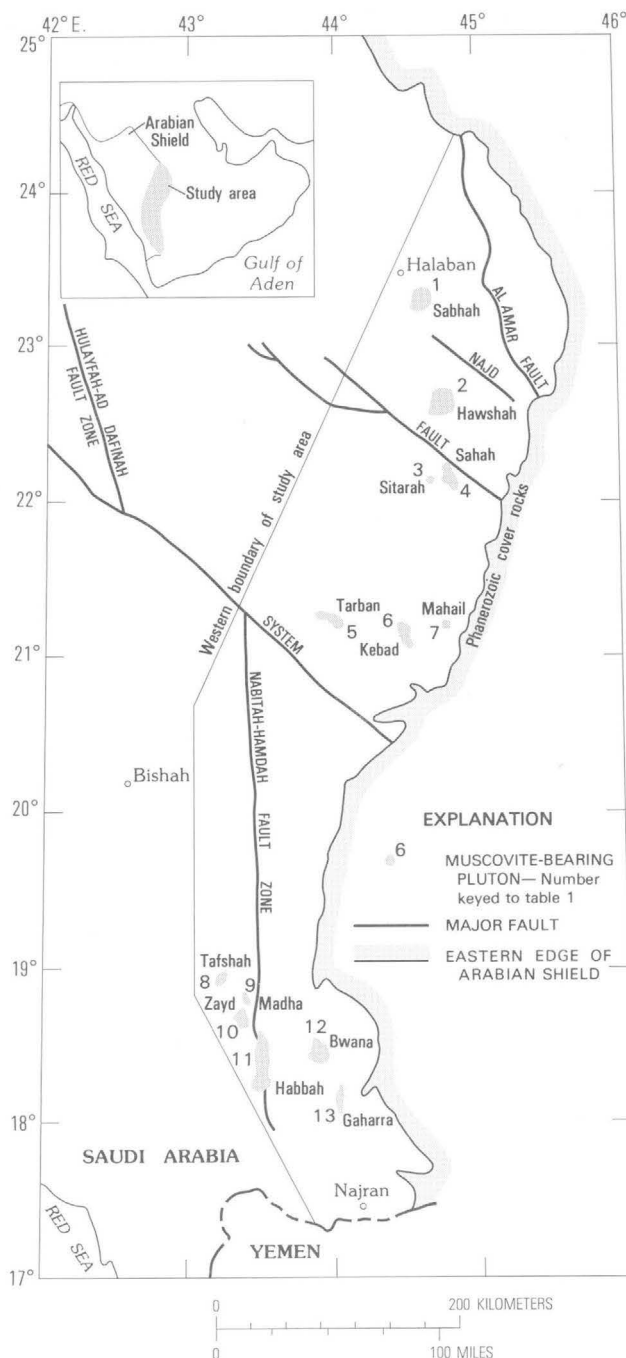 42° E.
43°
44°
45°
46°
25°
24°
23°
22°
21°
20°
19°
18°
17°
Arabian
Shield
Study area
RED
SEA
Gulf of
Aden
Halaban
1
Sabhah
AL AMAR
FAULT
NAJD
2
Hawshah
FAULT
Sahah
3
Sitarah
4
HULAYFAH-AD
DAFINAH
FAULT ZONE
Western boundary of study area
Phanerozoic cover rocks
Tarban
5
6
Kebad
Mahail
7
SYSTEM
NABITAH-HAMDAH
FAULT
ZONE
Bishah
EXPLANATION
6
MUSCOVITE-BEARING
PLUTON— Number
keyed to table 1
MAJOR FAULT
EASTERN EDGE OF
ARABIAN SHIELD
Tafshah
8
9
Zayd
Madha
10
11
Habbah
12
Bwana
13
Gaharra
SAUDI ARABIA
Najran
RED
SEA
YEMEN
0
200 KILOMETERS
0
100 MILES